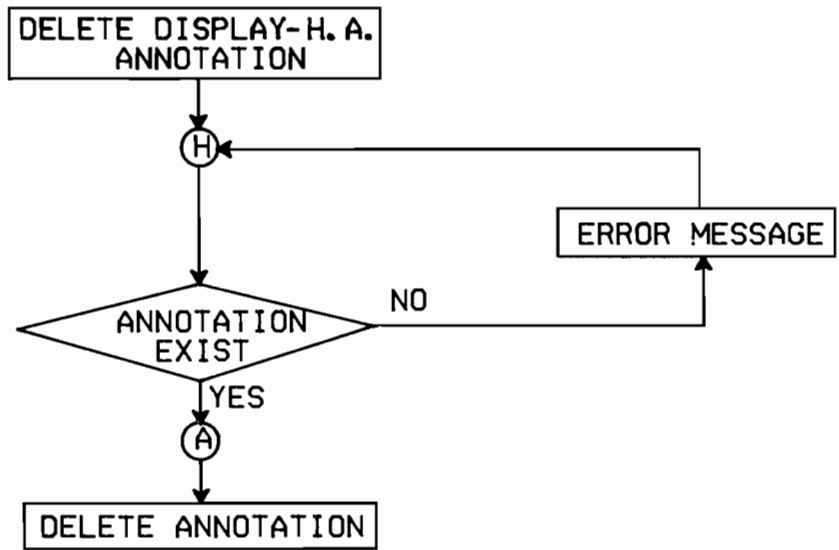 DELETE DISPLAY-H.A.
ANNOTATION
H
ERROR MESSAGE
NO
ANNOTATION
EXIST
YES
A
DELETE ANNOTATION